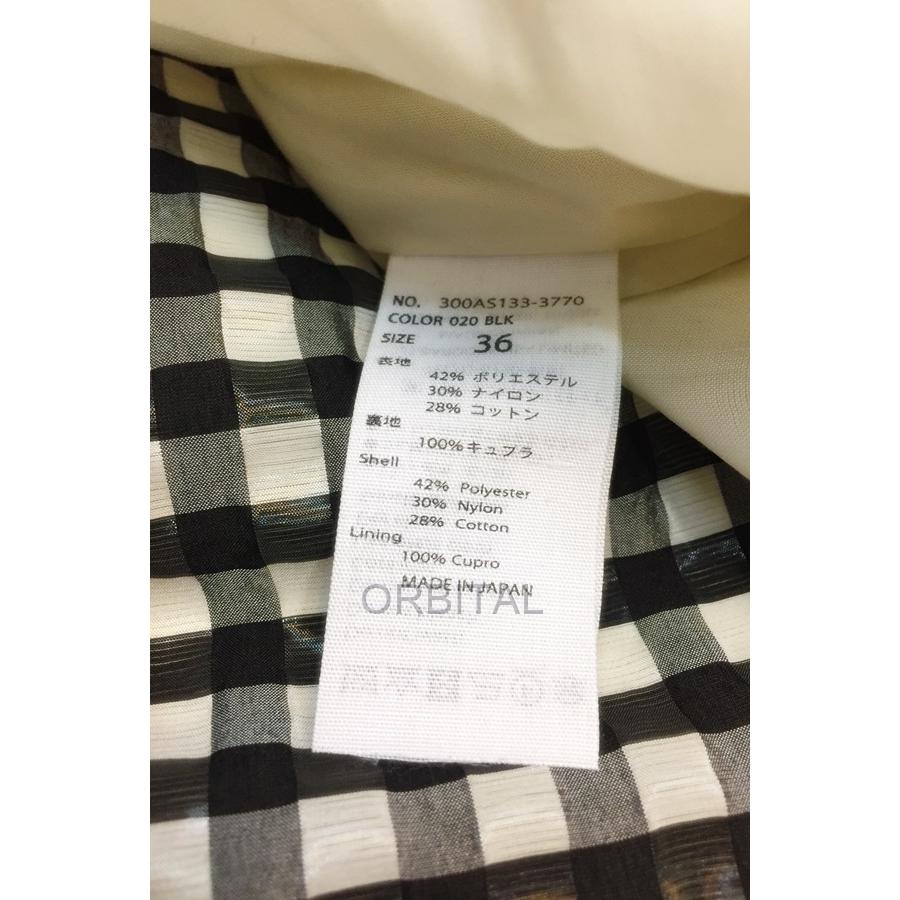 NO. 300AS133-3770
COLOR 020 BLK
SIZE 36
表地
42% ポリエステル
30% ナイロン
28% コットン
裏地
100%キュプラ
Shell
42% Polyester
30% Nylon
28% Cotton
Lining
100% Cupro
MADE IN JAPAN
ORBITAL